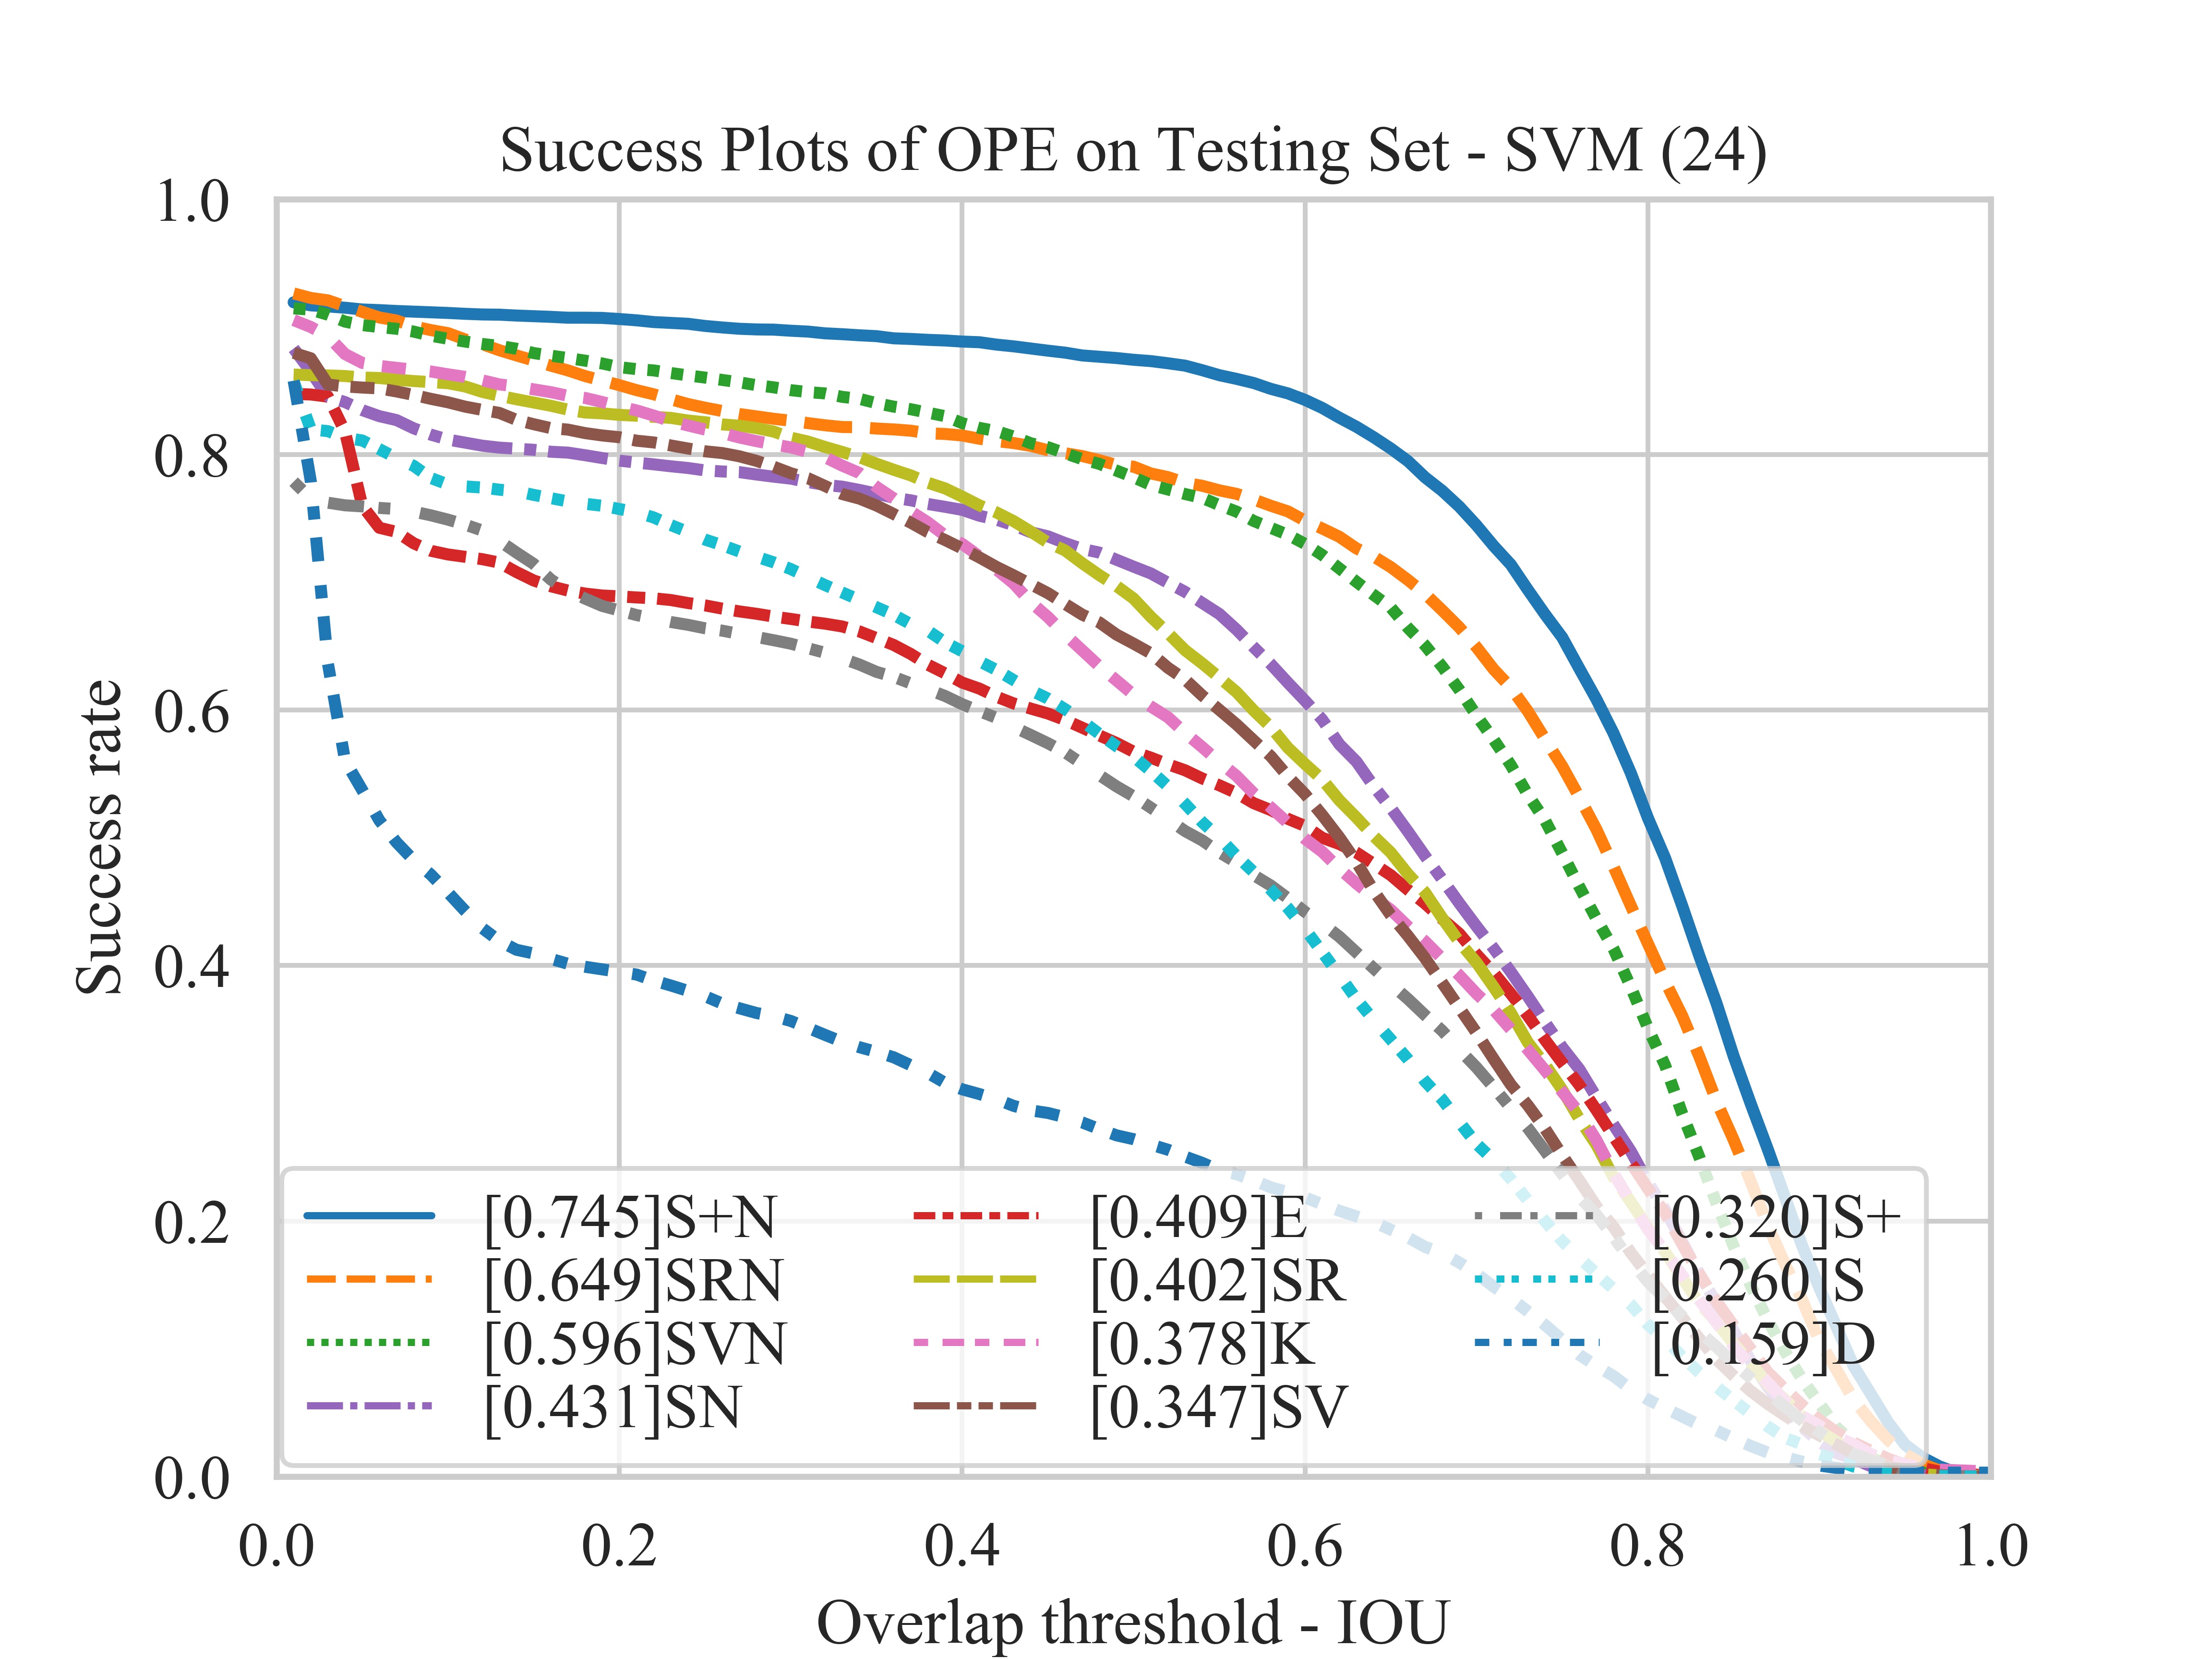 Success Plots of OPE on Testing Set - SVM (24)
Success rate
1.0
0.8
0.6
0.4
0.2
0.0
[0.745]S+N
[0.649]SRN
[0.596]SVN
[0.431]SN
[0.409]E
[0.402]SR
[0.378]K
[0.347]SV
[0.320]S+
[0.260]S
[0.159]D
0.0 0.2 0.4 0.6 0.8 1.0
Overlap threshold - IOU